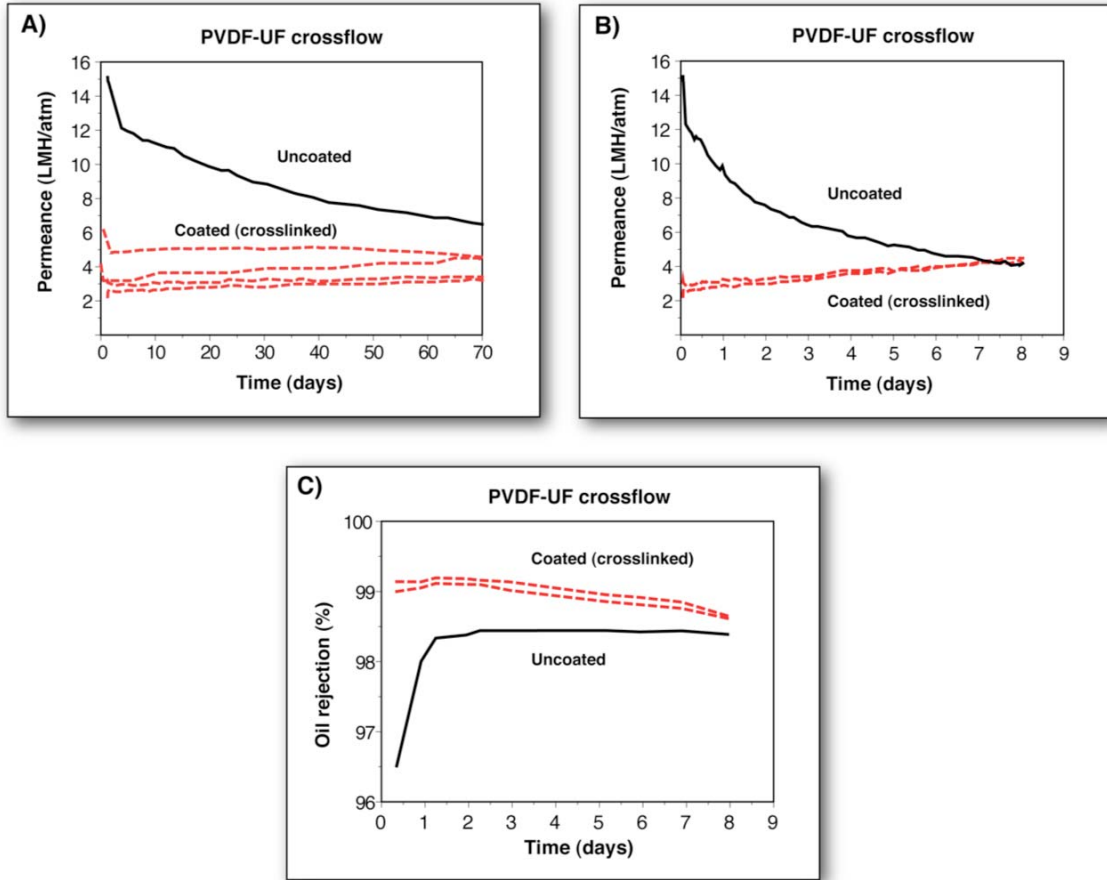 A)
PVDF-UF crossflow
Permeance (LMH/atm)
16
14
12
10
8
6
4
2
Uncoated
Coated (crosslinked)
0 10 20 30 40 50 60 70
Time (days)
B)
PVDF-UF crossflow
Permeance (LMH/atm)
16
14
12
10
8
6
4
2
Uncoated
Coated (crosslinked)
0 1 2 3 4 5 6 7 8 9
Time (days)
C)
PVDF-UF crossflow
Oil rejection (%)
100
99
98
97
96
Coated (crosslinked)
Uncoated
0 1 2 3 4 5 6 7 8 9
Time (days)